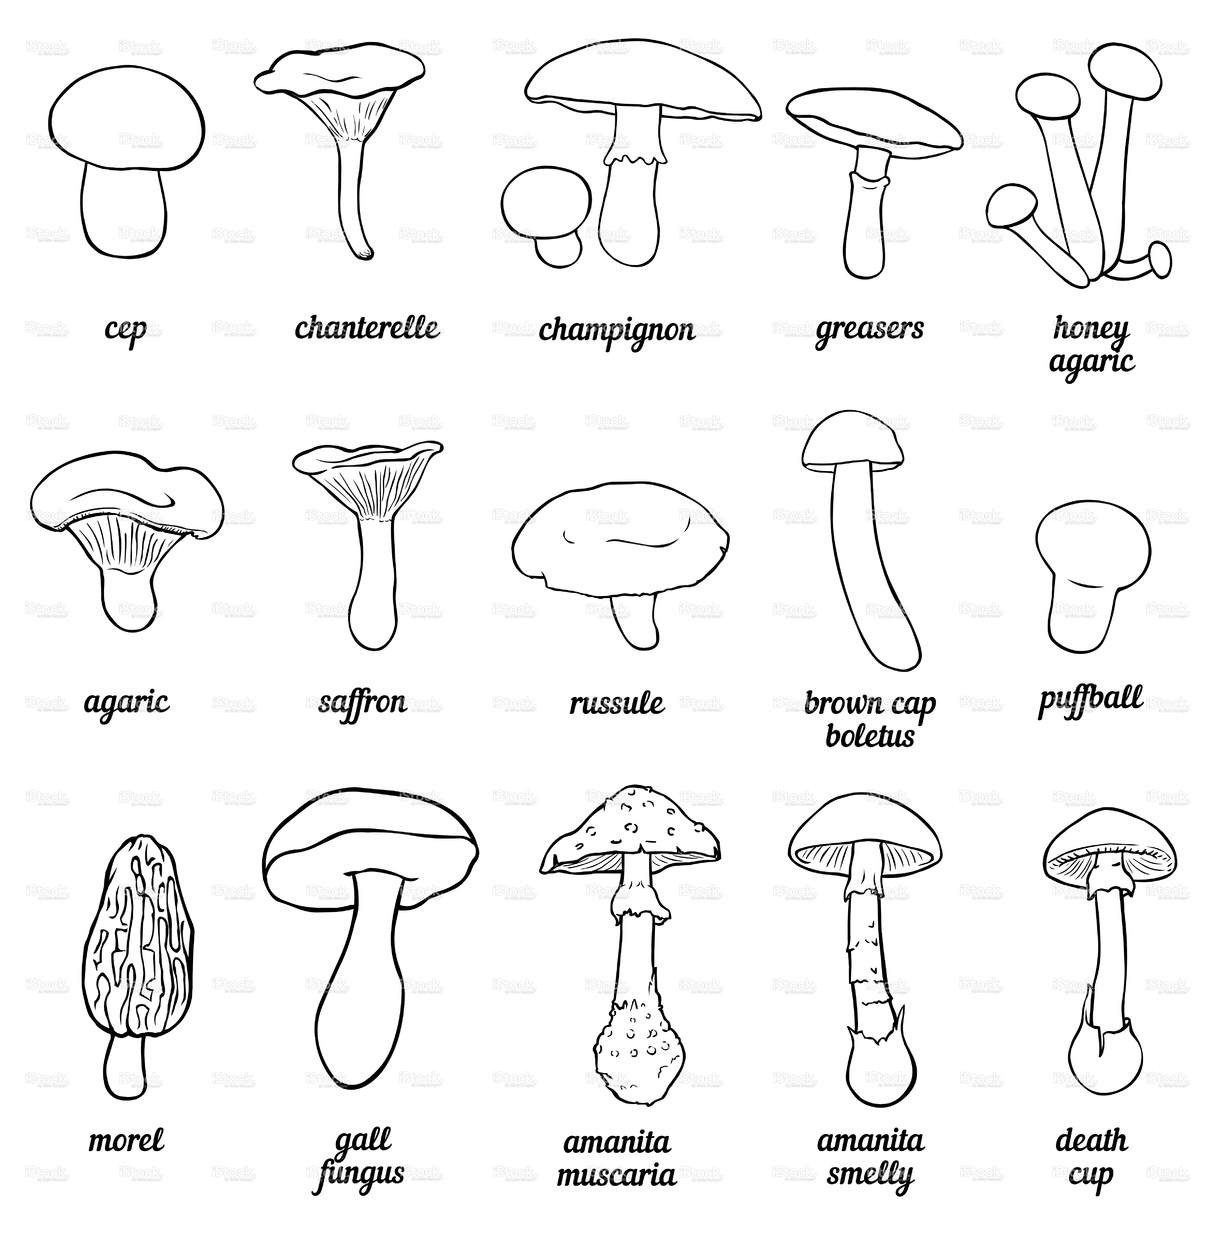 cep
chanterelle
champignon
greasers
honey
agaric
agaric
saffron
russule
brown cap
boletus
puffball
morel
gall
fungus
amanita
muscaria
amanita
smelly
death
cup